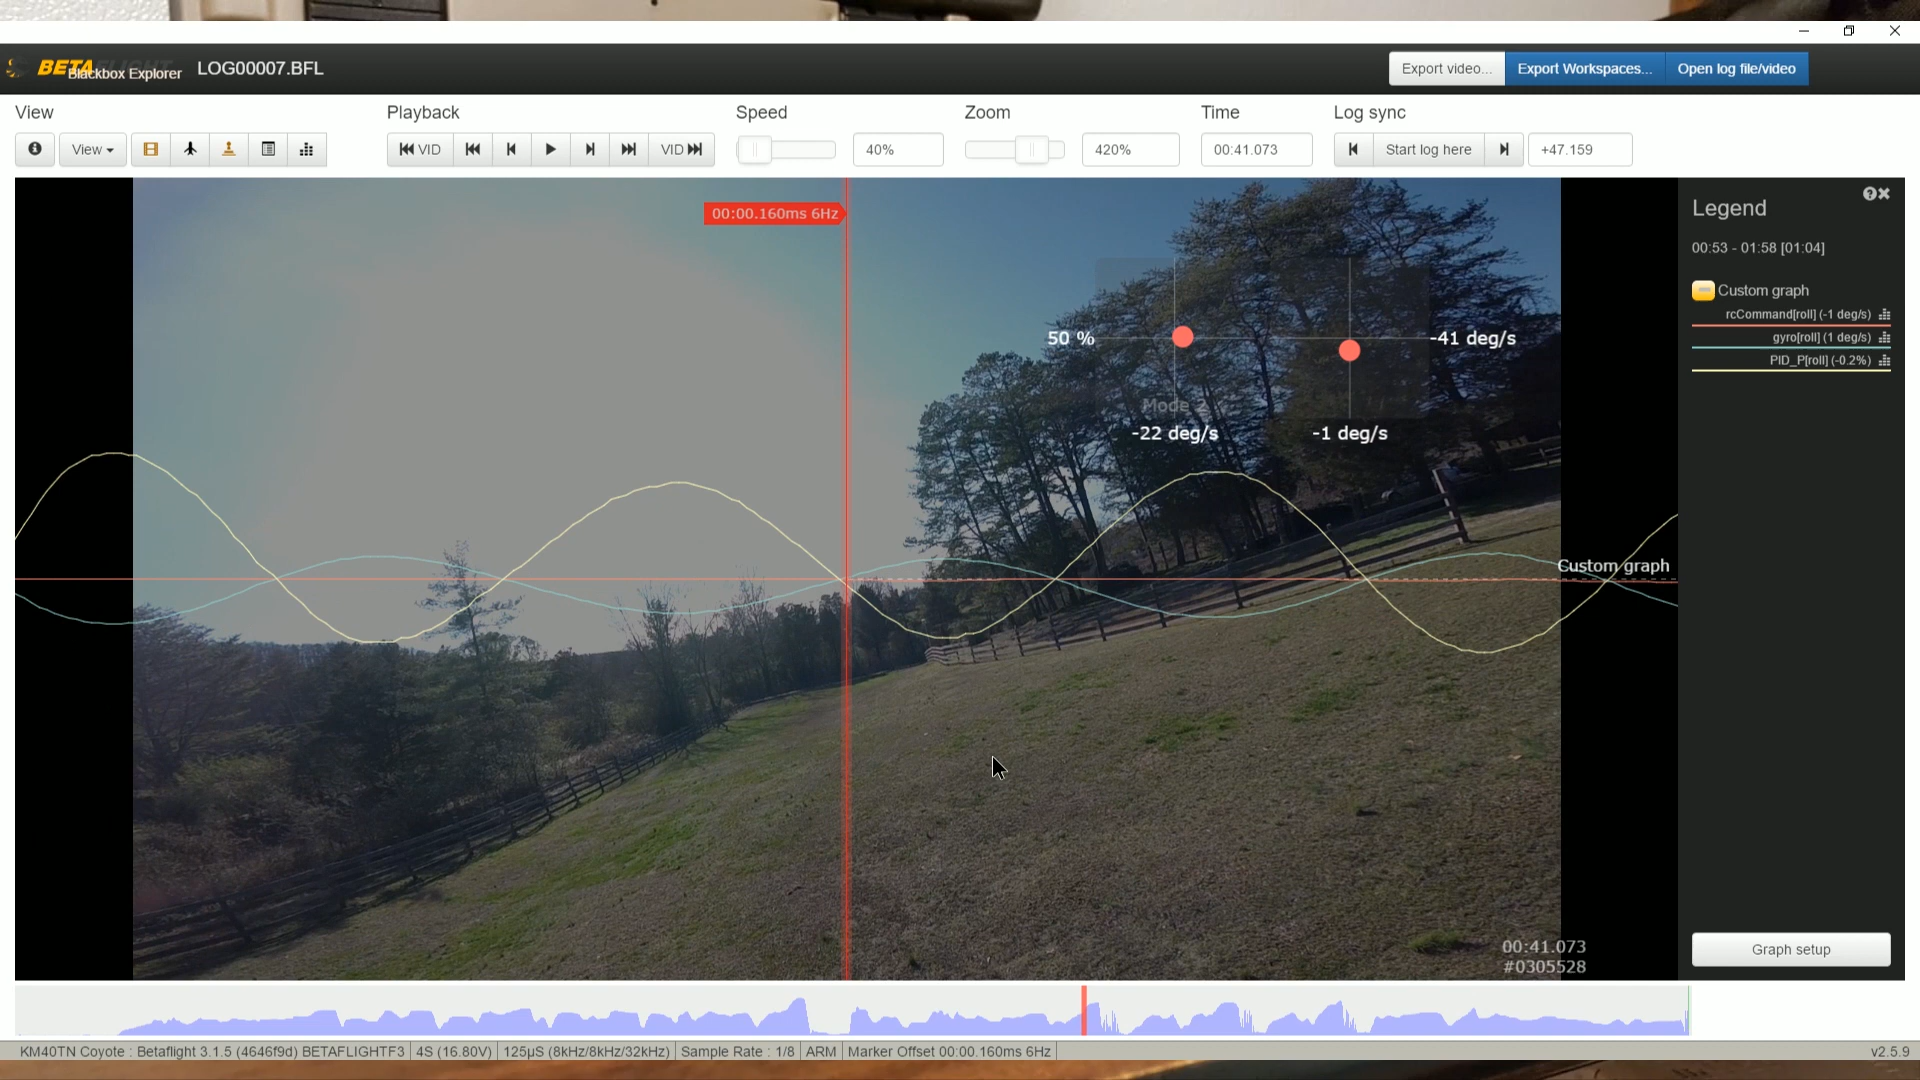 BETAFLIGHT
Blackbox Explorer
LOG00007.BFL
Export video...
Export Workspaces...
Open log file/video
View
Playback
Speed
Zoom
Time
Log sync
View
VID
VID
40%
420%
00:41.073
Start log here
+47.159
00:00.160ms 6Hz
Legend
00:53 - 01:58 [01:04]
Custom graph
rcCommand[roll] (-1 deg/s)
gyro[roll] (1 deg/s)
PID_P[roll] (-0.2%)
50 %
-41 deg/s
Mode 2
-22 deg/s
-1 deg/s
Custom graph
00:41.073
#0305528
Graph setup
KM40TN Coyote : Betaflight 3.1.5 (4646f9d) BETAFLIGHTF3
4S (16.80V)
125µS (8kHz/8kHz/32kHz)
Sample Rate : 1/8
ARM
Marker Offset 00:00.160ms 6Hz
v2.5.9